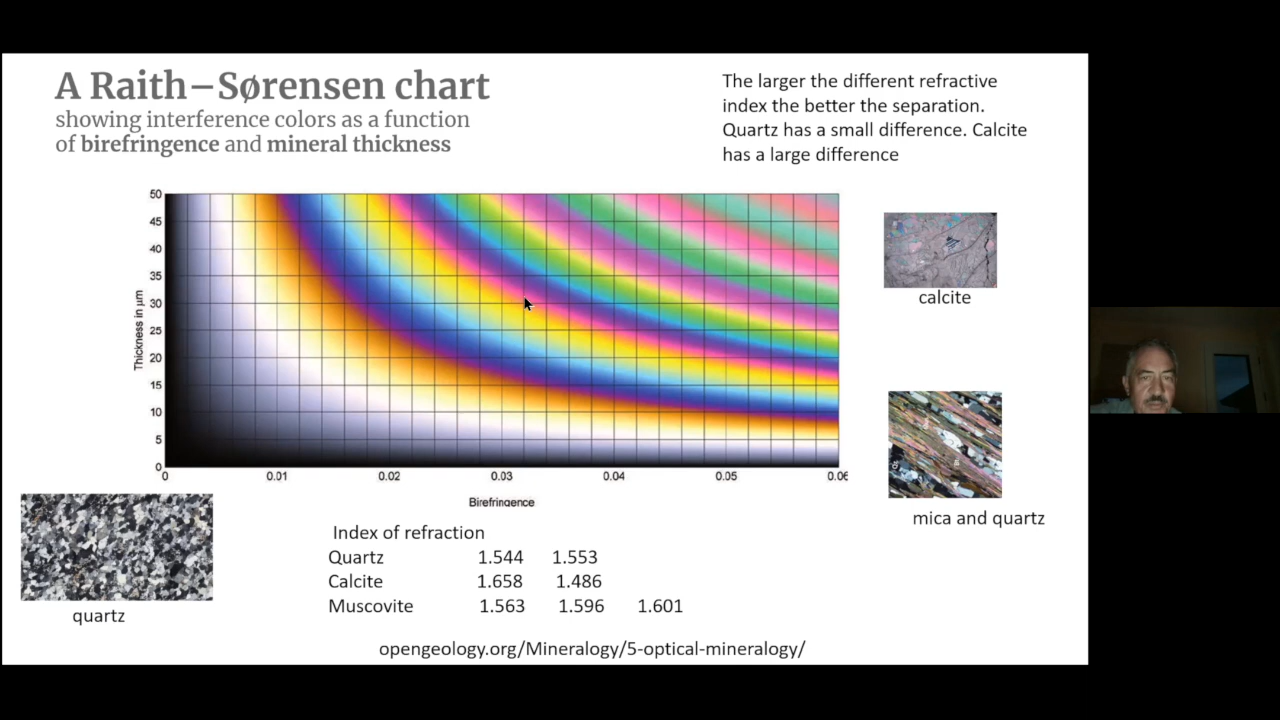 A Raith–Sørensen chart
showing interference colors as a function
of birefringence and mineral thickness
The larger the different refractive
index the better the separation.
Quartz has a small difference. Calcite
has a large difference
Thickness in µm
50
45
40
35
30
25
20
15
10
5
0
0 0.01 0.02 0.03 0.04 0.05 0.06
Birefringence
calcite
mica and quartz
quartz
Index of refraction
Quartz 1.544 1.553
Calcite 1.658 1.486
Muscovite 1.563 1.596 1.601
opengeology.org/Mineralogy/5-optical-mineralogy/